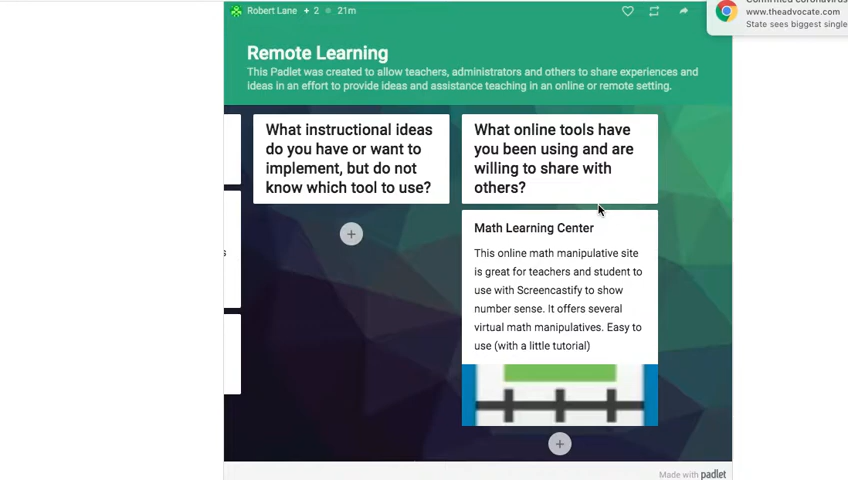 Robert Lane + 2 21m
Confirmed coronavirus
www.theadvocate.com
State sees biggest single
Remote Learning
This Padlet was created to allow teachers, administrators and others to share experiences and
ideas in an effort to provide ideas and assistance teaching in an online or remote setting.
What instructional ideas
do you have or want to
implement, but do not
know which tool to use?
What online tools have
you been using and are
willing to share with
others?
Math Learning Center
This online math manipulative site
is great for teachers and student to
use with Screencastify to show
number sense. It offers several
virtual math manipulatives. Easy to
use (with a little tutorial)
s
Made with padlet